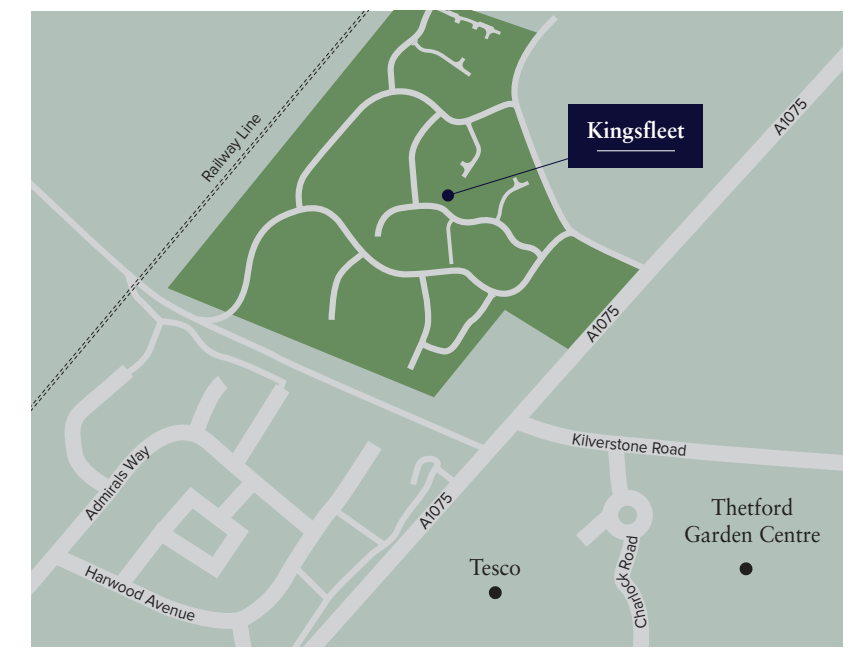 A1075
Kingsfleet
Railway Line
A1075
Kilverstone Road
Admirals Way
A1075
Thetford
Garden Centre
Tesco
Charlock Road
Harwood Avenue